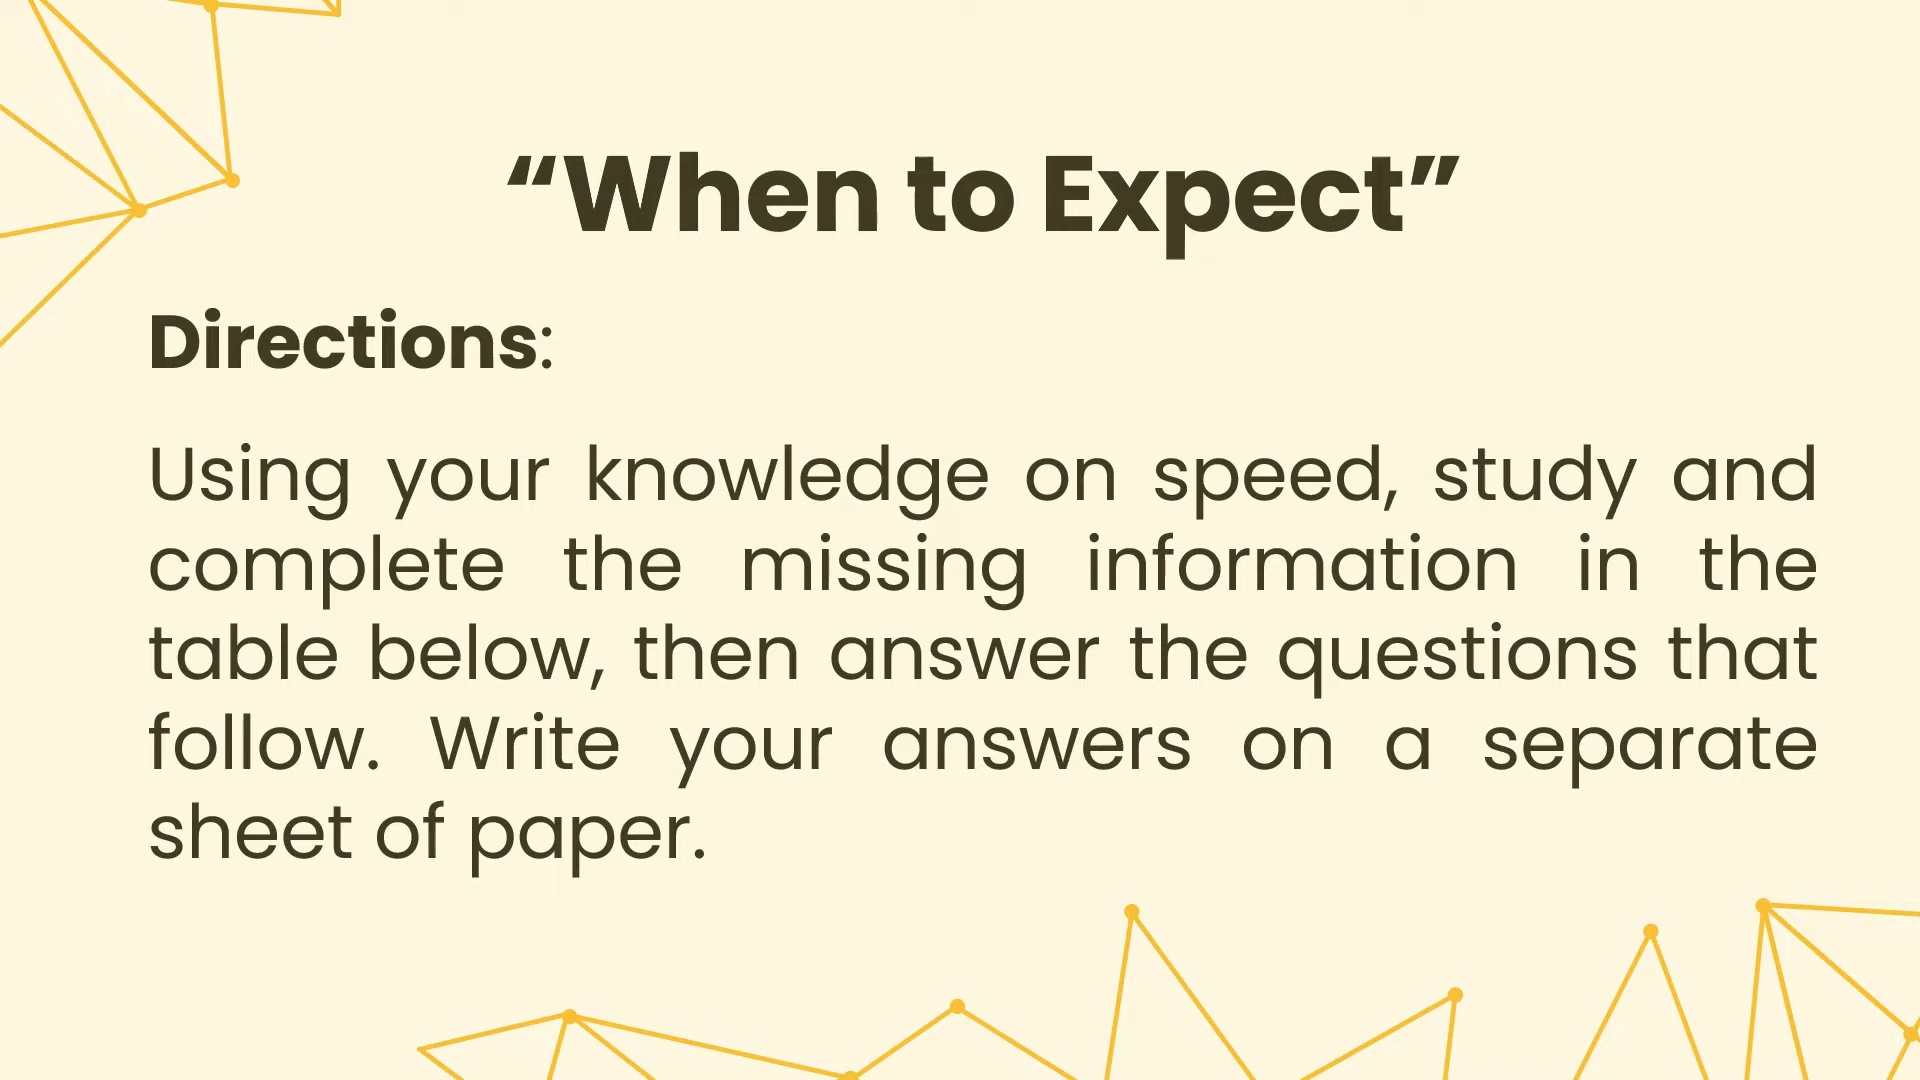 “When to Expect”
Directions:
Using your knowledge on speed, study and
complete the missing information in the
table below, then answer the questions that
follow. Write your answers on a separate
sheet of paper.